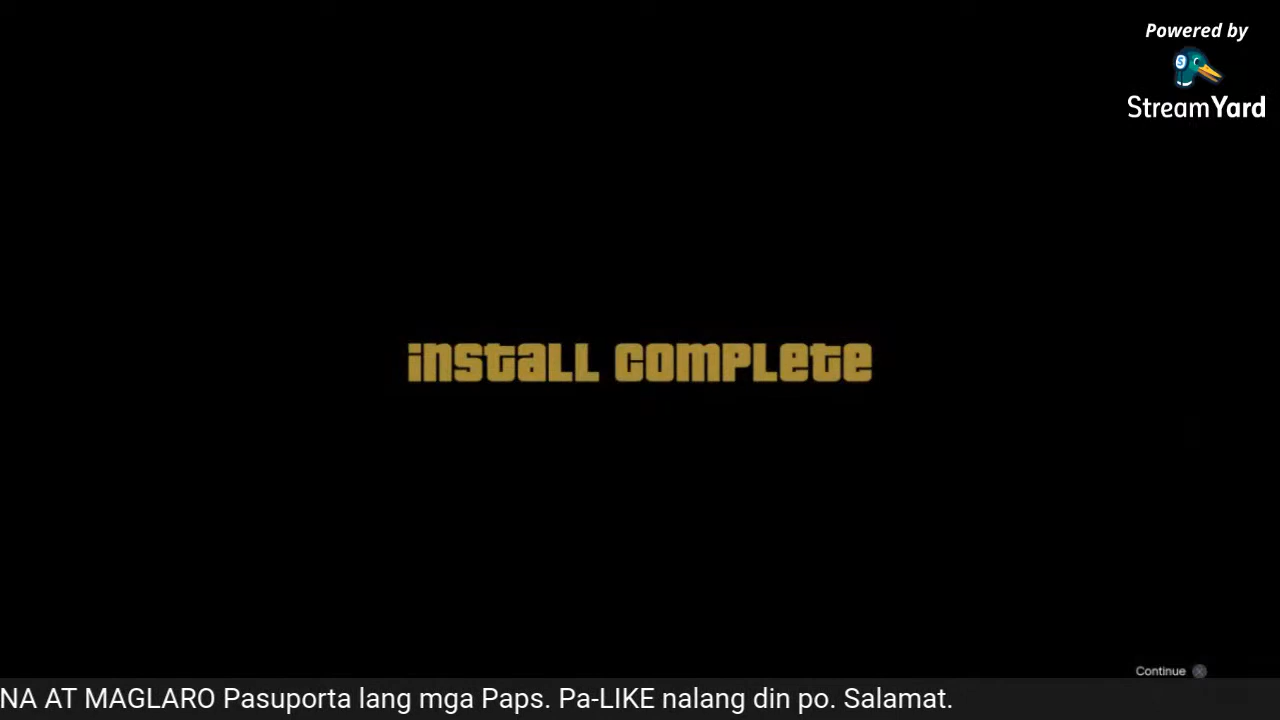 Powered by
StreamYard
install complete
Continue
NA AT MAGLARO Pasuporta lang mga Paps. Pa-LIKE nalang din po. Salamat.